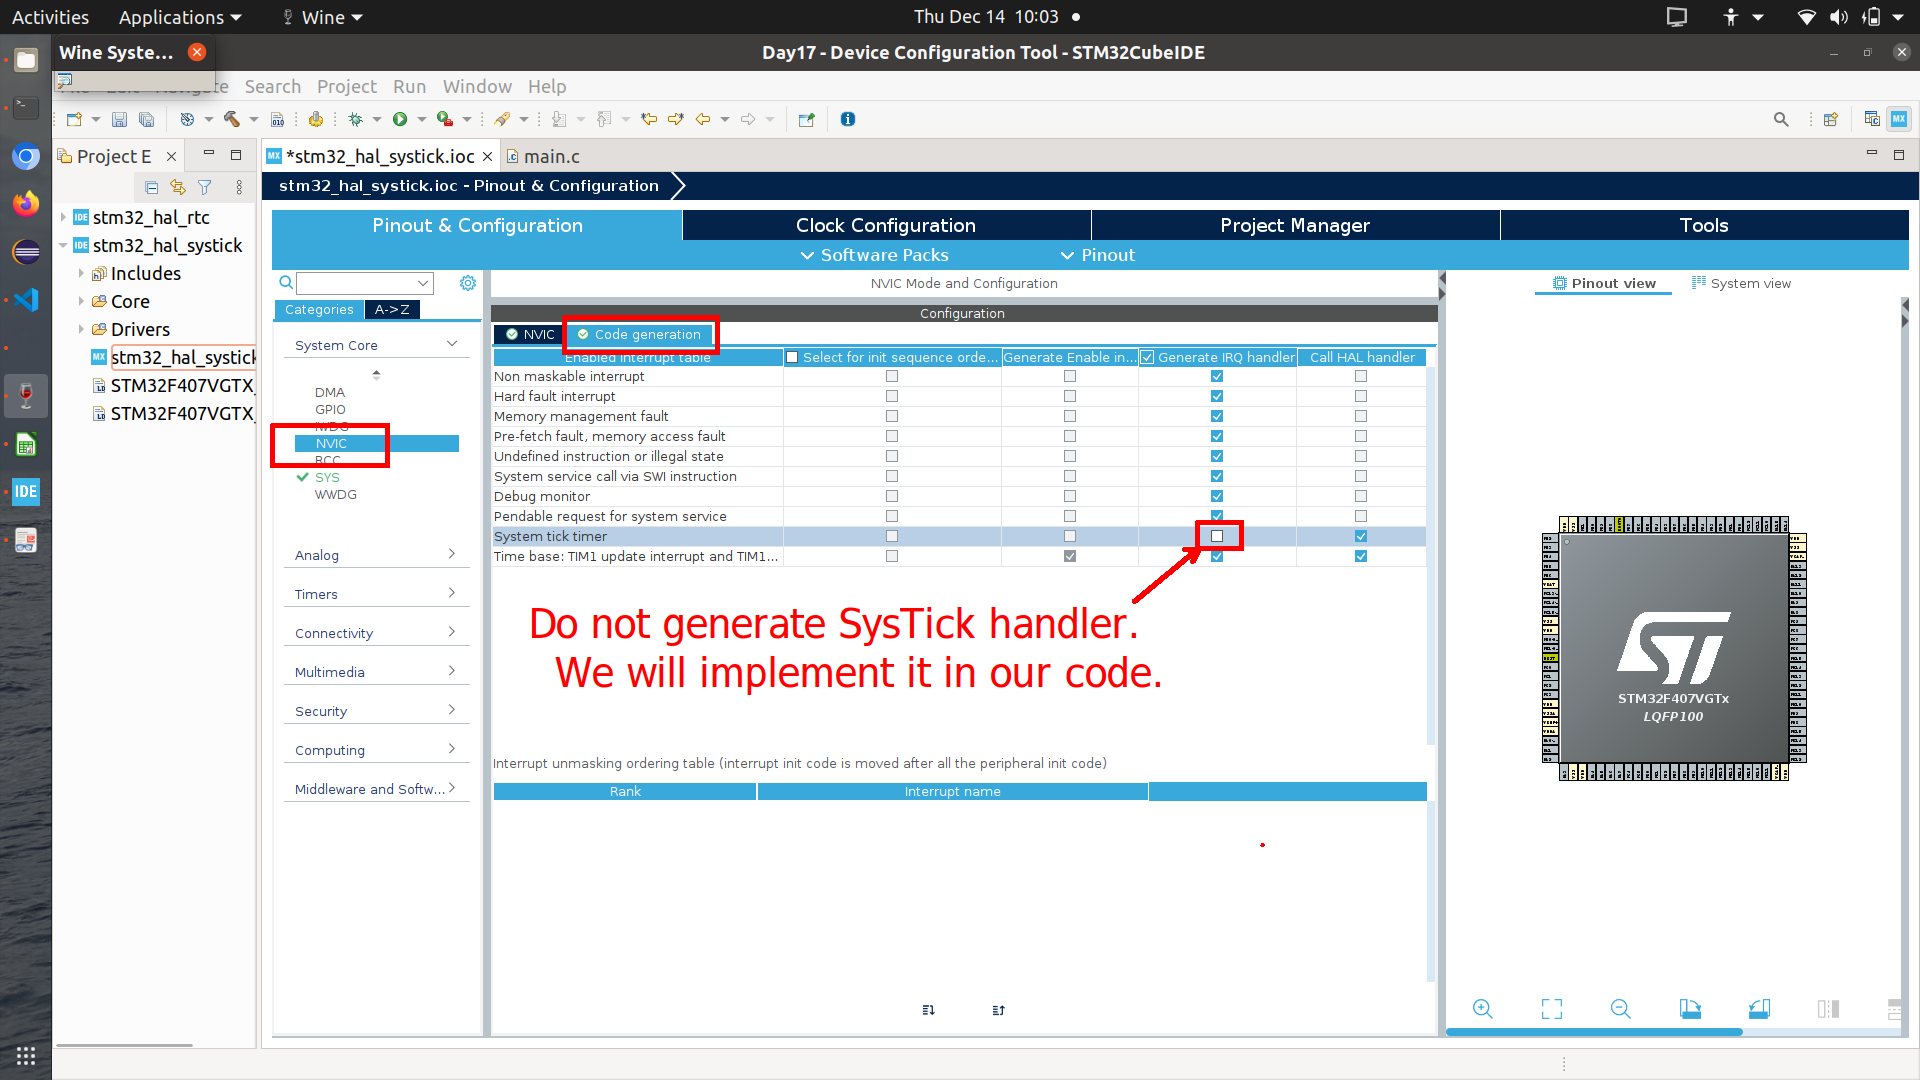 Activities
Applications
Wine
Thu Dec 14 10:03
Wine Syste...
Day17 - Device Configuration Tool - STM32CubeIDE
Search
Project
Run
Window
Help
Project E
*stm32_hal_systick.ioc
main.c
stm32_hal_systick.ioc - Pinout & Configuration
stm32_hal_rtc
stm32_hal_systick
Includes
Core
Drivers
stm32_hal_systick
STM32F407VGTX_
STM32F407VGTX_
Pinout & Configuration
Clock Configuration
Project Manager
Tools
Software Packs
Pinout
Categories
A->Z
System Core
DMA
GPIO
IWDG
NVIC
RCC
SYS
WWDG
Analog
Timers
Connectivity
Multimedia
Security
Computing
Middleware and Softw...
NVIC Mode and Configuration
Configuration
NVIC
Code generation
Enabled interrupt table
Select for init sequence orde...
Generate Enable in...
Generate IRQ handler
Call HAL handler
Non maskable interrupt
Hard fault interrupt
Memory management fault
Pre-fetch fault, memory access fault
Undefined instruction or illegal state
System service call via SWI instruction
Debug monitor
Pendable request for system service
System tick timer
Time base: TIM1 update interrupt and TIM1...
Do not generate SysTick handler.
We will implement it in our code.
Interrupt unmasking ordering table (interrupt init code is moved after all the peripheral init code)
Rank
Interrupt name
Pinout view
System view
STM32F407VGTx
LQFP100
IDE